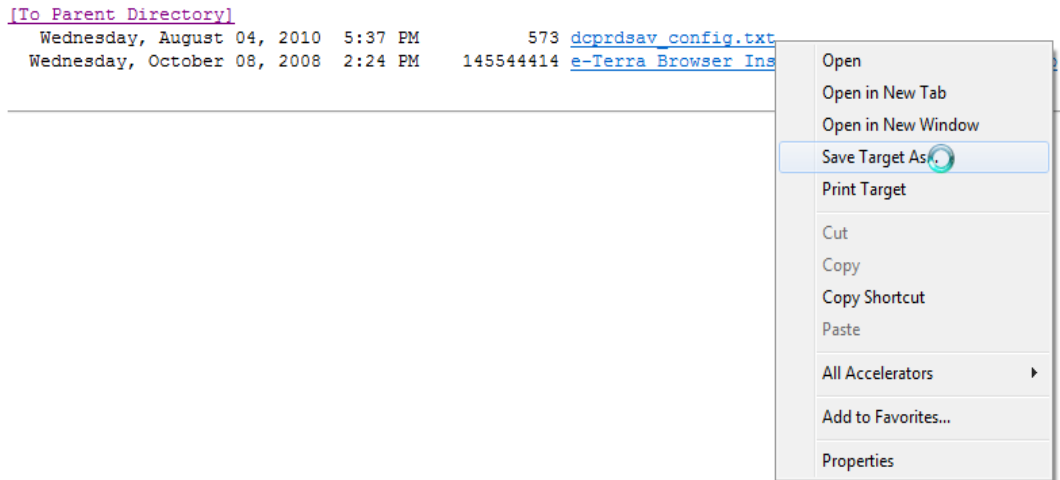 [To Parent Directory]
Wednesday, August 04, 2010  5:37 PM          573 dcprdsav_config.txt
Wednesday, October 08, 2008  2:24 PM    145544414 e-Terra Browser Ins
Open
Open in New Tab
Open in New Window
Save Target As
Print Target
Cut
Copy
Copy Shortcut
Paste
All Accelerators
Add to Favorites...
Properties